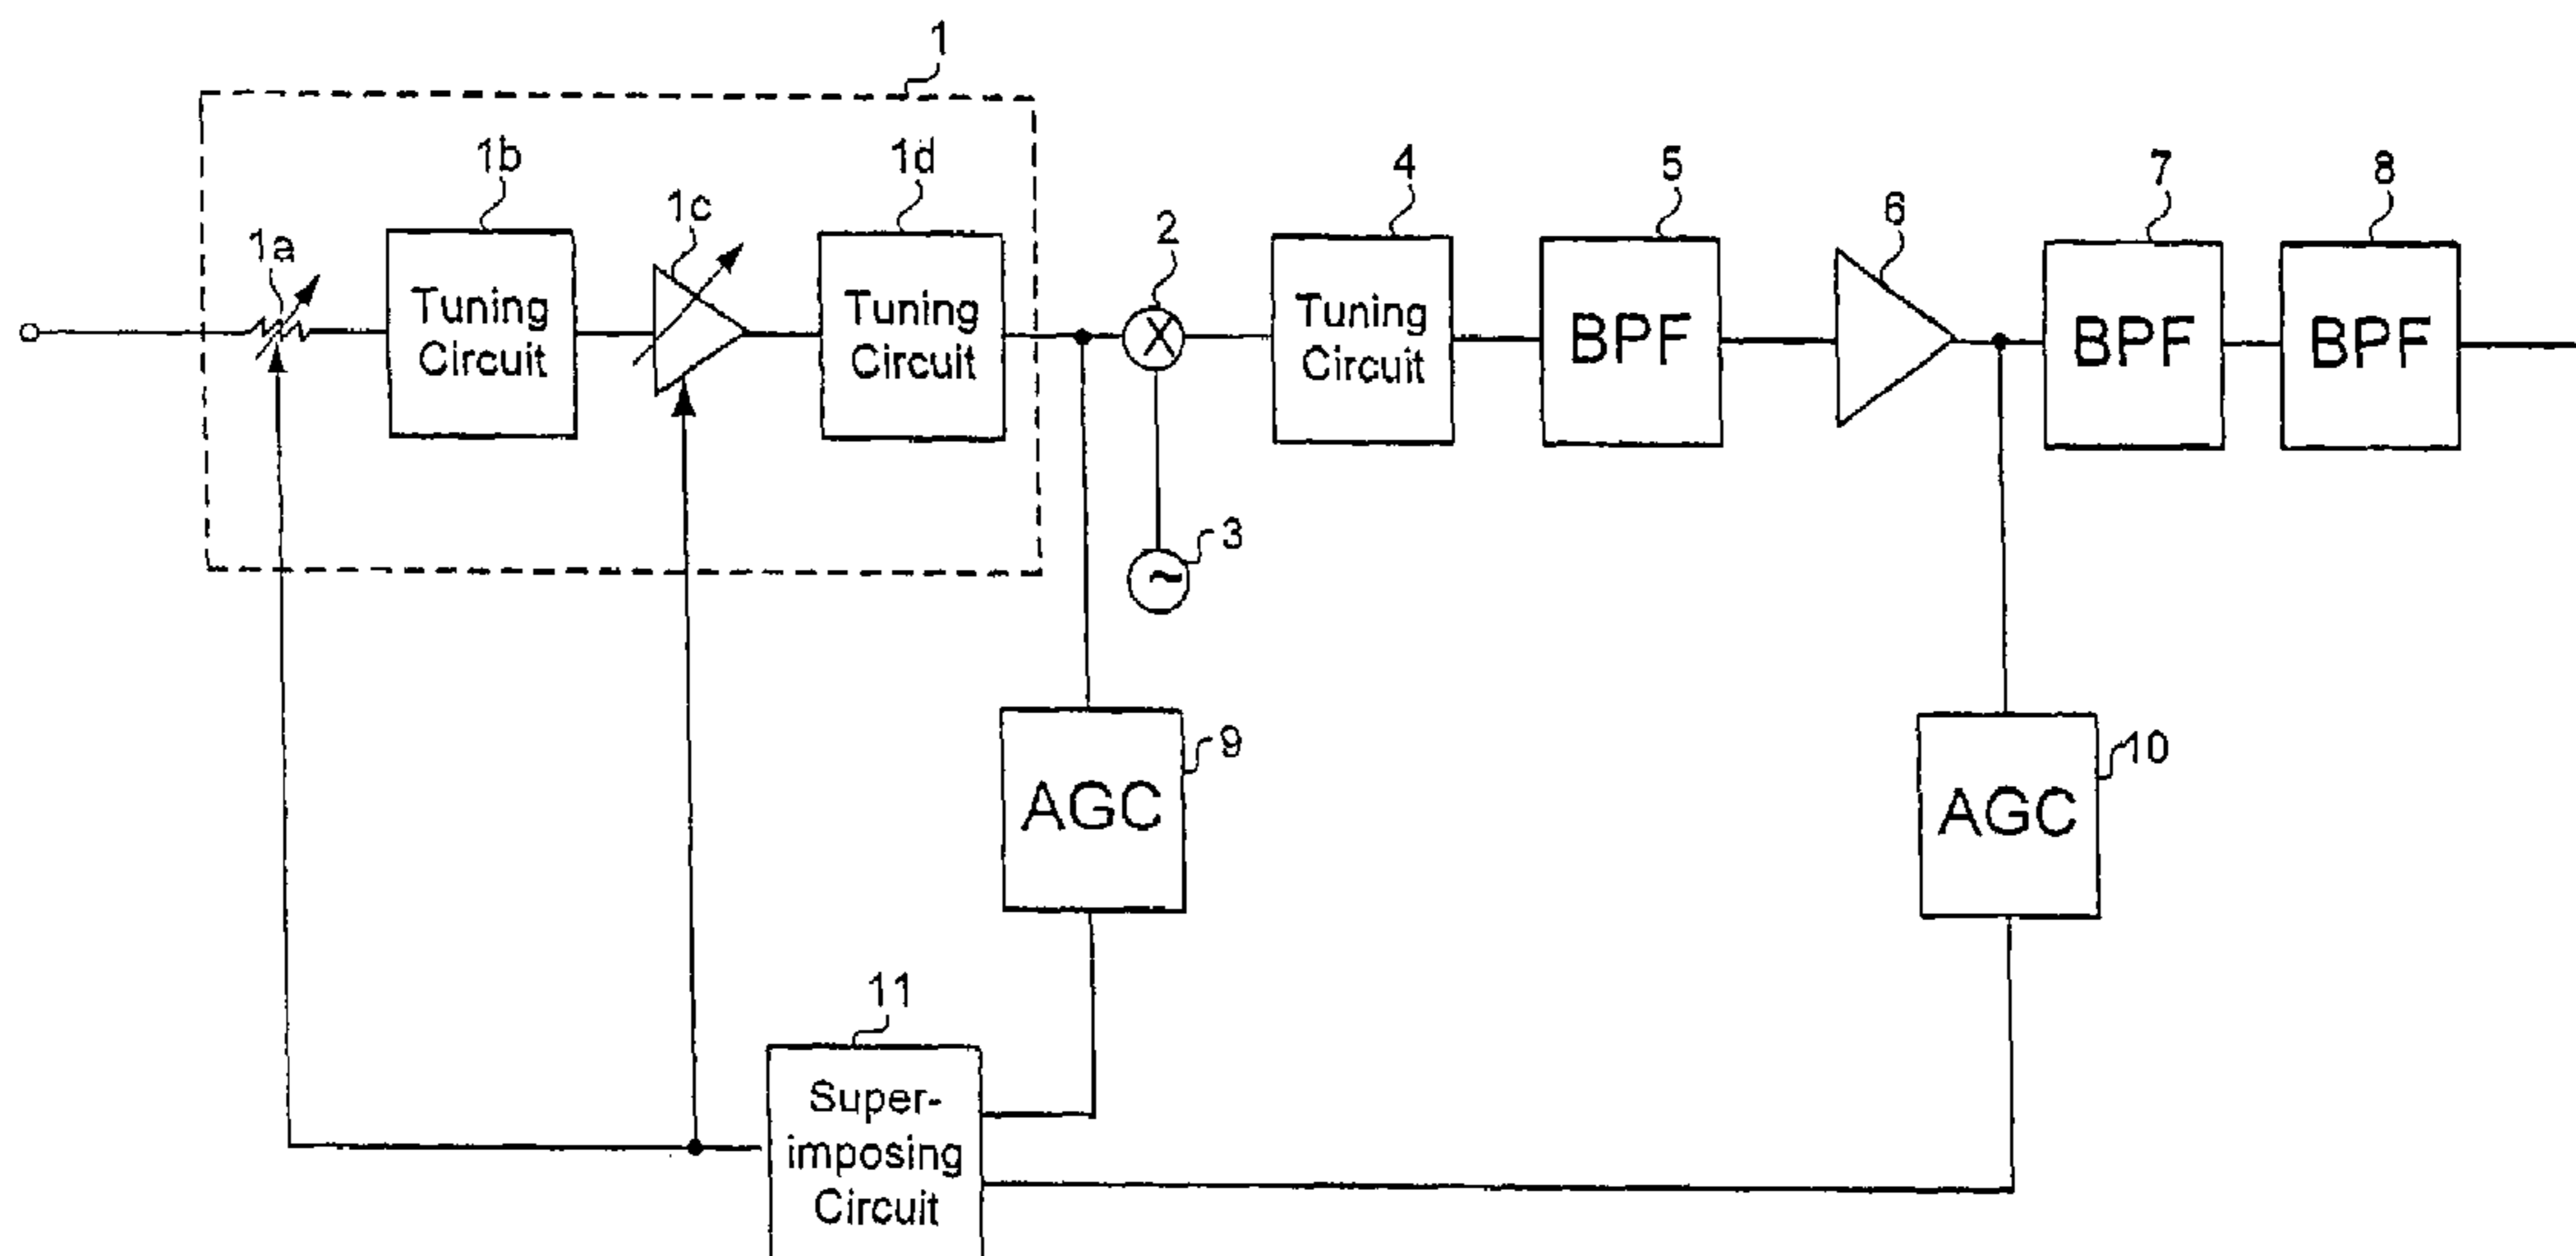 1
1b
1d
4
5
7
8
1c
6
2
1a
Tuning
Circuit
Tuning
Circuit
X
Tuning
Circuit
BPF
BPF
BPF
3
~
9
10
AGC
AGC
11
Super-
imposing
Circuit